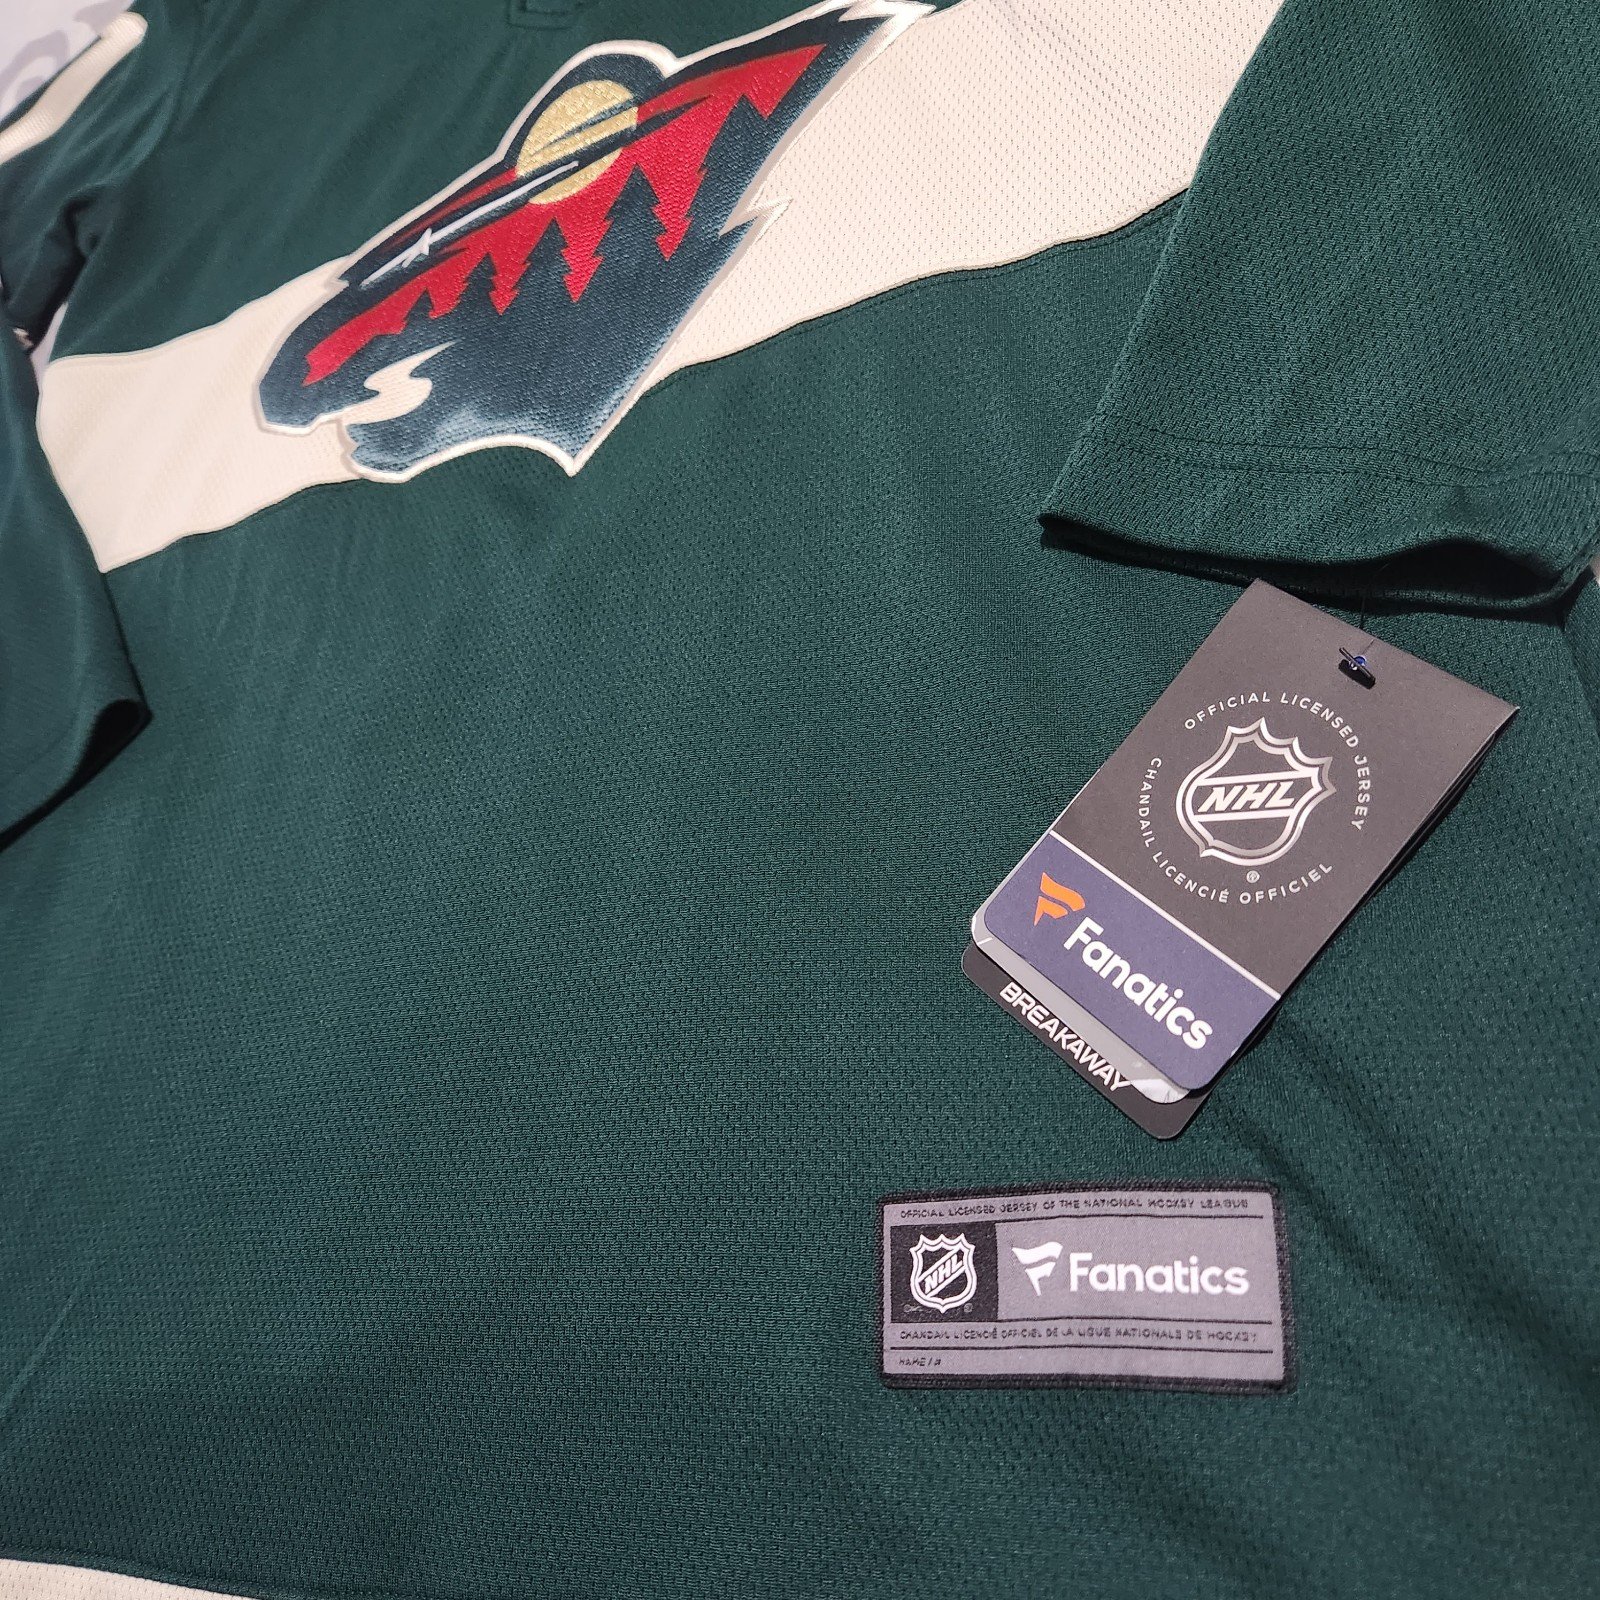 OFFICIAL LICENSED JERSEY
NHL
®
CHANDAIL LICENCIÉ OFFICIEL
Fanatics
BREAKAWAY
OFFICIAL LICENSED JERSEY OF THE NATIONAL HOCKEY LEAGUE
NHL
Fanatics
CHANDAIL LICENCIÉ OFFICIEL DE LA LIGUE NATIONALE DE HOCKEY
NAME / #